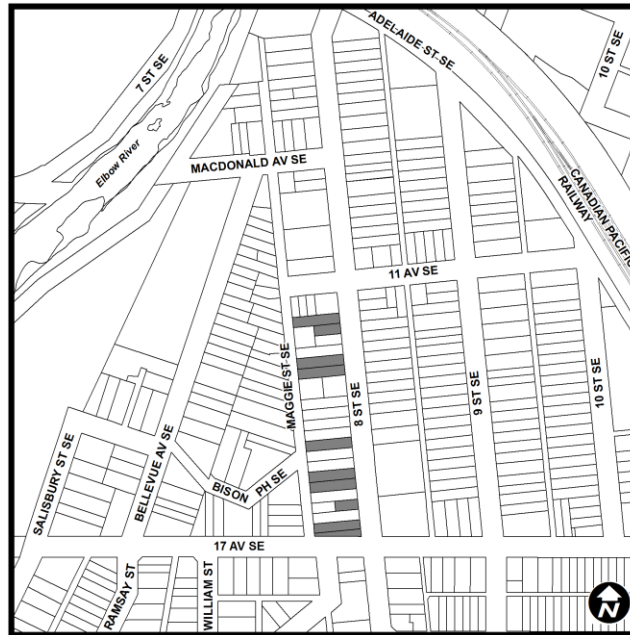 7 ST SE
ADELAIDE ST SE
10 ST SE
Elbow River
MACDONALD AV SE
CANADIAN PACIFIC
RAILWAY
11 AV SE
MAGGIE ST SE
8 ST SE
9 ST SE
10 ST SE
SALISBURY ST SE
BELLEVUE AV SE
BISON PH SE
17 AV SE
RAMSAY ST
WILLIAM ST
N